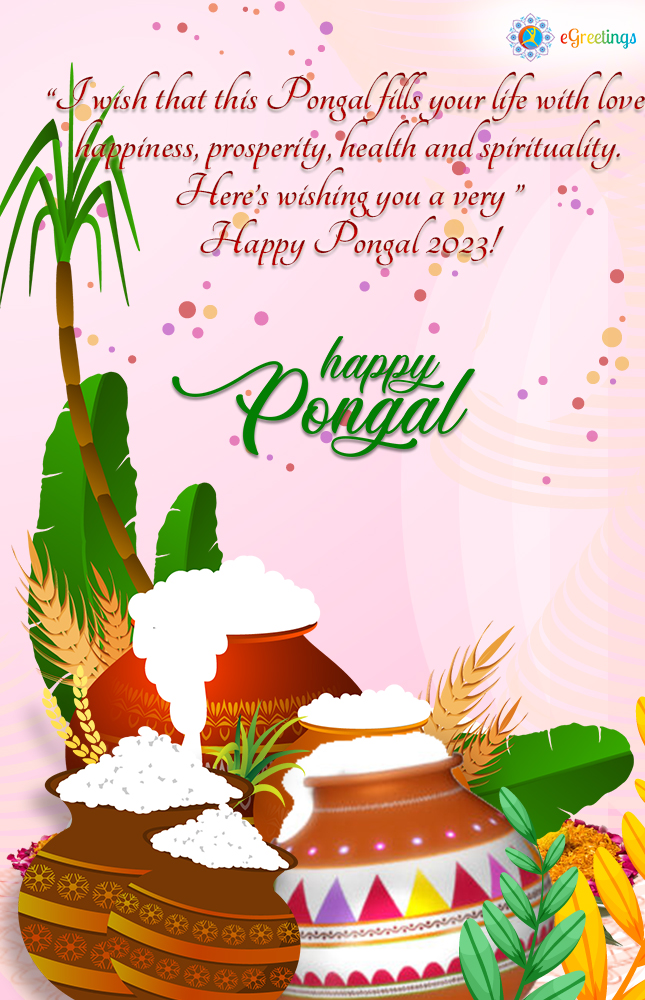 eGreetings
“I wish that this Pongal fills your life with love
happiness, prosperity, health and spirituality.
Here's wishing you a very ”
Happy Pongal 2023!
happy
Pongal